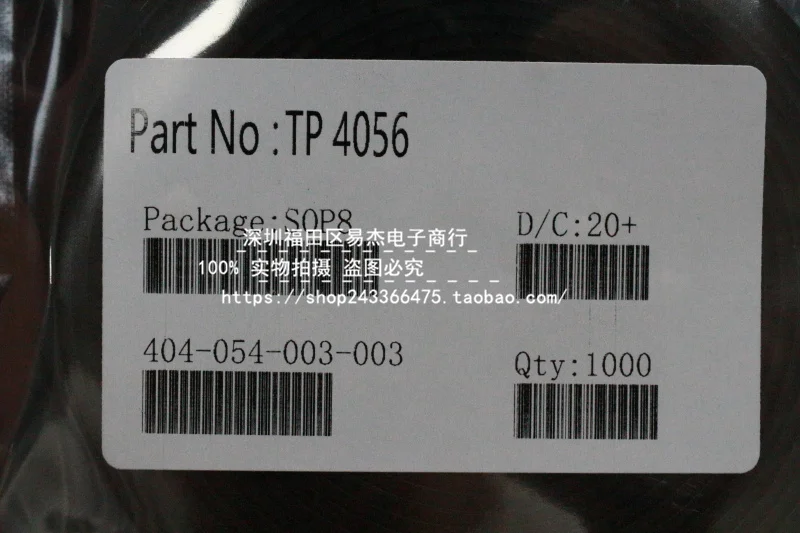 Part No :TP 4056
Package:SOP8
D/C:20+
深圳福田区易杰电子商行
100% 实物拍摄 盗图必究
https://shop243366475.taobao.com/
404-054-003-003
Qty:1000